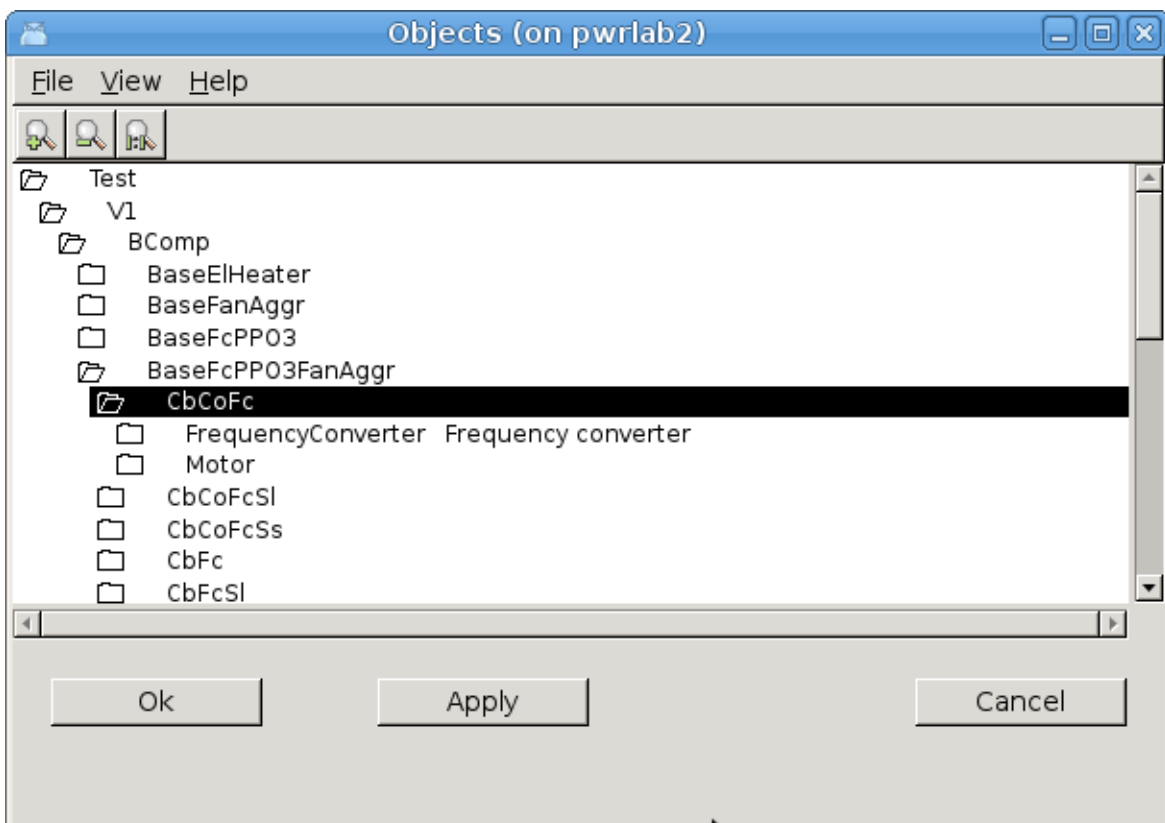 Objects (on pwrlab2)
File View Help
Test
V1
BComp
BaseElHeater
BaseFanAggr
BaseFcPPO3
BaseFcPPO3FanAggr
CbCoFc
FrequencyConverter Frequency converter
Motor
CbCoFcSl
CbCoFcSs
CbFc
CbFcSl
Ok Apply Cancel